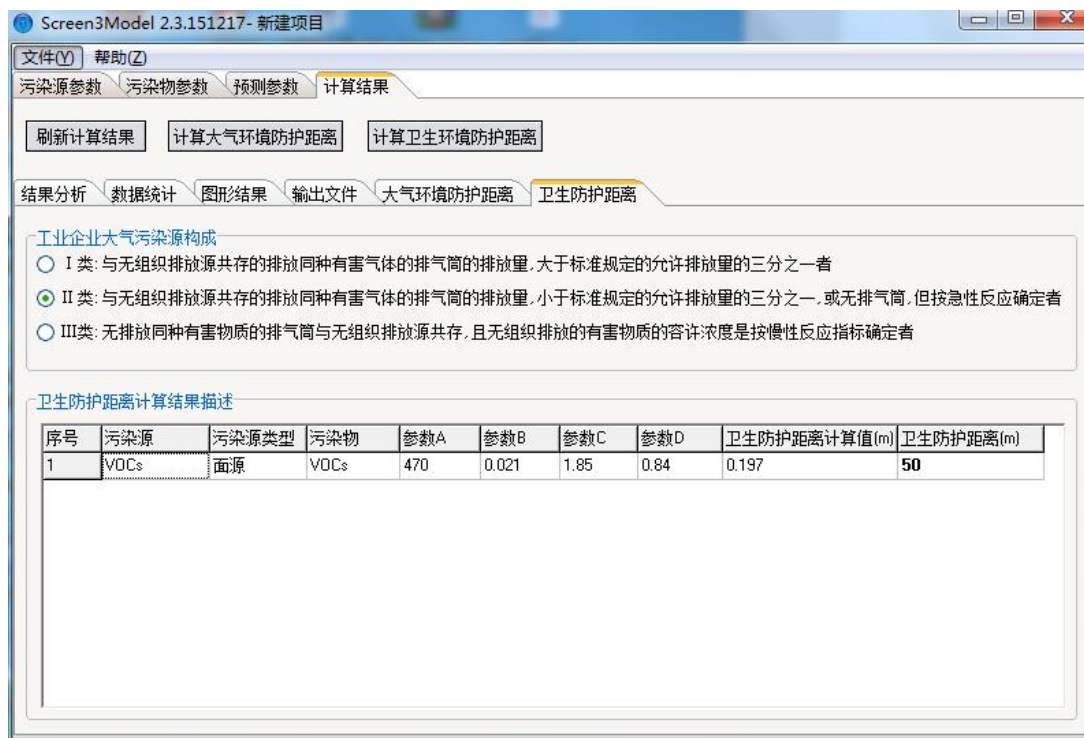 Screen3Model 2.3.151217- 新建项目
文件(Y) 帮助(Z)
污染源参数 污染物参数 预测参数 计算结果
刷新计算结果 计算大气环境防护距离 计算卫生环境防护距离
结果分析 数据统计 图形结果 输出文件 大气环境防护距离 卫生防护距离
工业企业大气污染源构成
I 类: 与无组织排放源共存的排放同种有害气体的排气筒的排放量,大于标准规定的允许排放量的三分之一者
II 类: 与无组织排放源共存的排放同种有害气体的排气筒的排放量,小于标准规定的允许排放量的三分之一,或无排气筒,但按急性反应确定者
III类: 无排放同种有害物质的排气筒与无组织排放源共存,且无组织排放的有害物质的容许浓度是按慢性反应指标确定者
卫生防护距离计算结果描述
序号 污染源 污染源类型 污染物 参数A 参数B 参数C 参数D 卫生防护距离计算值(m) 卫生防护距离(m)
1 VOCs 面源 VOCs 470 0.021 1.85 0.84 0.197 50